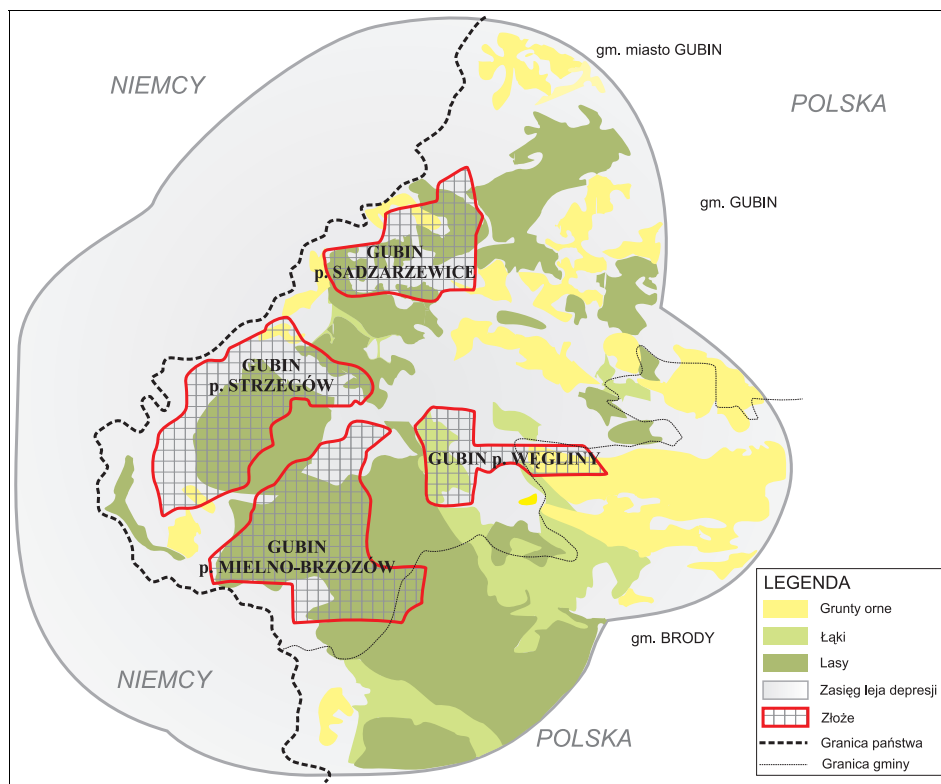 gm. miasto GUBIN
NIEMCY
POLSKA
gm. GUBIN
GUBIN
p. SADZARZEWICE
GUBIN
p. STRZEGÓW
GUBIN p. WĘGLINY
GUBIN
p. MIELNO-BRZOZÓW
gm. BRODY
NIEMCY
POLSKA
LEGENDA
Grunty orne
Łąki
Lasy
Zasięg leja depresji
Złoże
Granica państwa
Granica gminy